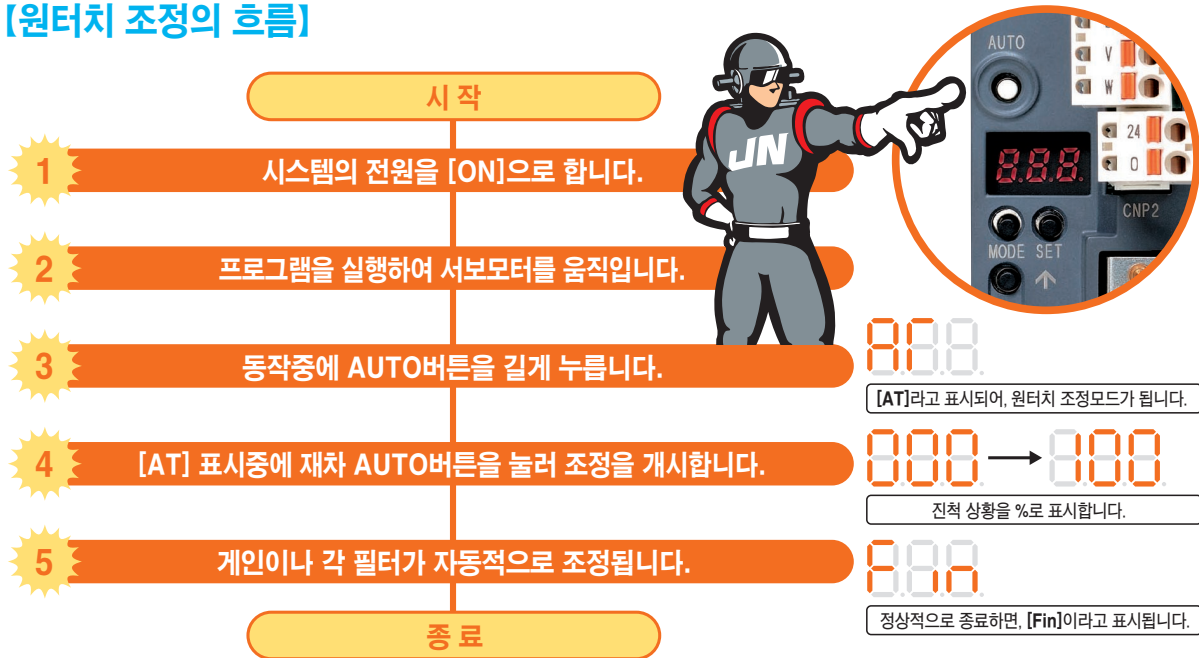 【원터치 조정의 흐름】
시 작
1 시스템의 전원을 [ON]으로 합니다.
2 프로그램을 실행하여 서보모터를 움직입니다.
3 동작중에 AUTO버튼을 길게 누릅니다.
4 [AT] 표시중에 재차 AUTO버튼을 눌러 조정을 개시합니다.
5 게인이나 각 필터가 자동적으로 조정됩니다.
종 료
JN
AUTO
V
W
24
0
8.8.8.
CNP2
MODE SET
↑
[AT]라고 표시되어, 원터치 조정모드가 됩니다.
000 → 100
진척 상황을 %로 표시합니다.
Fin
정상적으로 종료하면, [Fin]이라고 표시됩니다.